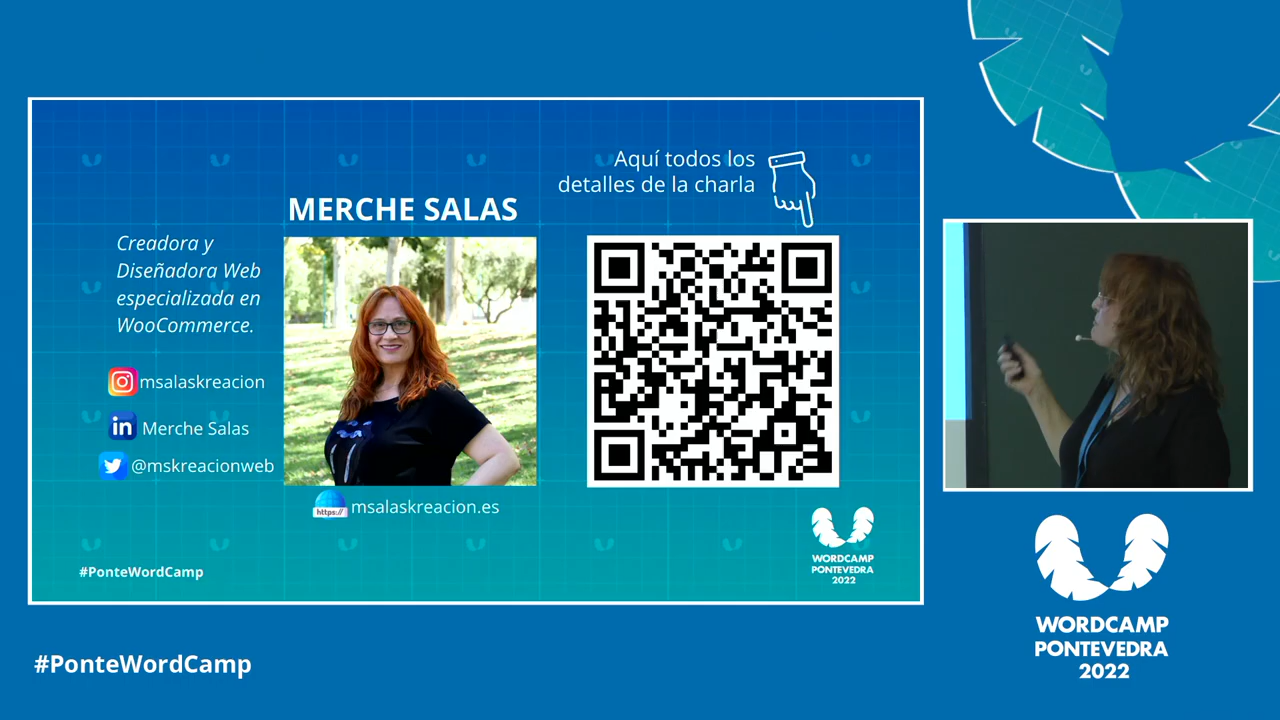 Aquí todos los
detalles de la charla
MERCHE SALAS
Creadora y
Diseñadora Web
especializada en
WooCommerce.
msalaskreacion
Merche Salas
@mskreacionweb
https://
msalaskreacion.es
#PonteWordCamp
WORDCAMP
PONTEVEDRA
2022
#PonteWordCamp
WORDCAMP
PONTEVEDRA
2022